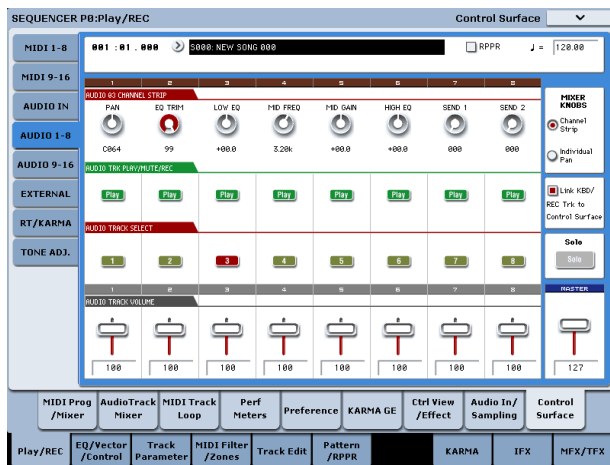 SEQUENCER P0:Play/REC Control Surface
MIDI 1-8
MIDI 9-16
AUDIO IN
AUDIO 1-8
AUDIO 9-16
EXTERNAL
RT/KARMA
TONE ADJ.
001 :01 . 000 S000: NEW SONG 000 RPPR ♩ = 120.00
1 2 3 4 5 6 7 8
AUDIO 03 CHANNEL STRIP
PAN EQ TRIM LOW EQ MID FREQ MID GAIN HIGH EQ SEND 1 SEND 2
C064 99 +00.0 3.20k +00.0 +00.0 000 000
AUDIO TRK PLAY/MUTE/REC
Play Play Play Play Play Play Play Play
AUDIO TRACK SELECT
1 2 3 4 5 6 7 8
1 2 3 4 5 6 7 8
AUDIO TRACK VOLUME
100 100 100 100 100 100 100 100
MIXER
KNOBS
Channel
Strip
Individual
Pan
Link KBD/
REC Trk to
Control Surface
Solo
Solo
MASTER
127
MIDI Prog
/Mixer
AudioTrack
Mixer
MIDI Track
Loop
Perf
Meters
Preference
KARMA GE
Ctrl View
/Effect
Audio In/
Sampling
Control
Surface
Play/REC
EQ/Vector
/Control
Track
Parameter
MIDI Filter
/Zones
Track Edit
Pattern
/RPPR
KARMA
IFX
MFX/TFX